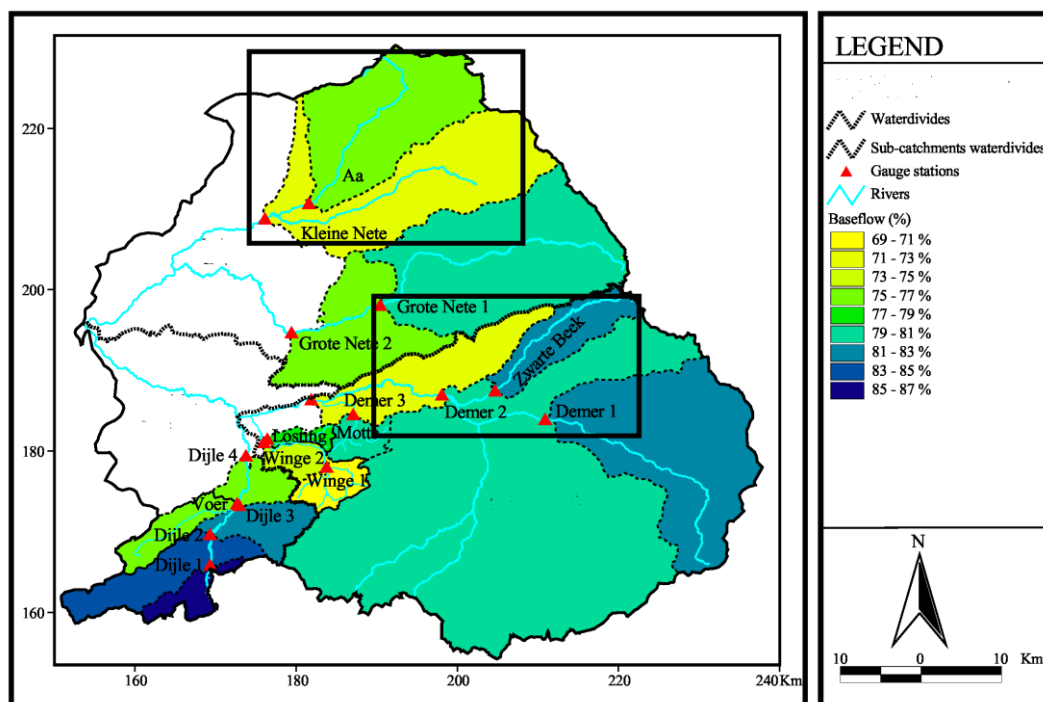 220
200
180
160
160
180
200
220
240 Km
Aa
Kleine Nete
Grote Nete 1
Grote Nete 2
Zwarte Beek
Demer 3
Demer 2
Demer 1
Motte
Losting
Winge 2
Winge 1
Dijle 4
Voer
Dijle 3
Dijle 2
Dijle 1
LEGEND
Waterdivides
Sub-catchments waterdivides
Gauge stations
Rivers
Baseflow (%)
69 - 71 %
71 - 73 %
73 - 75 %
75 - 77 %
77 - 79 %
79 - 81 %
81 - 83 %
83 - 85 %
85 - 87 %
N
10 0 10 Km